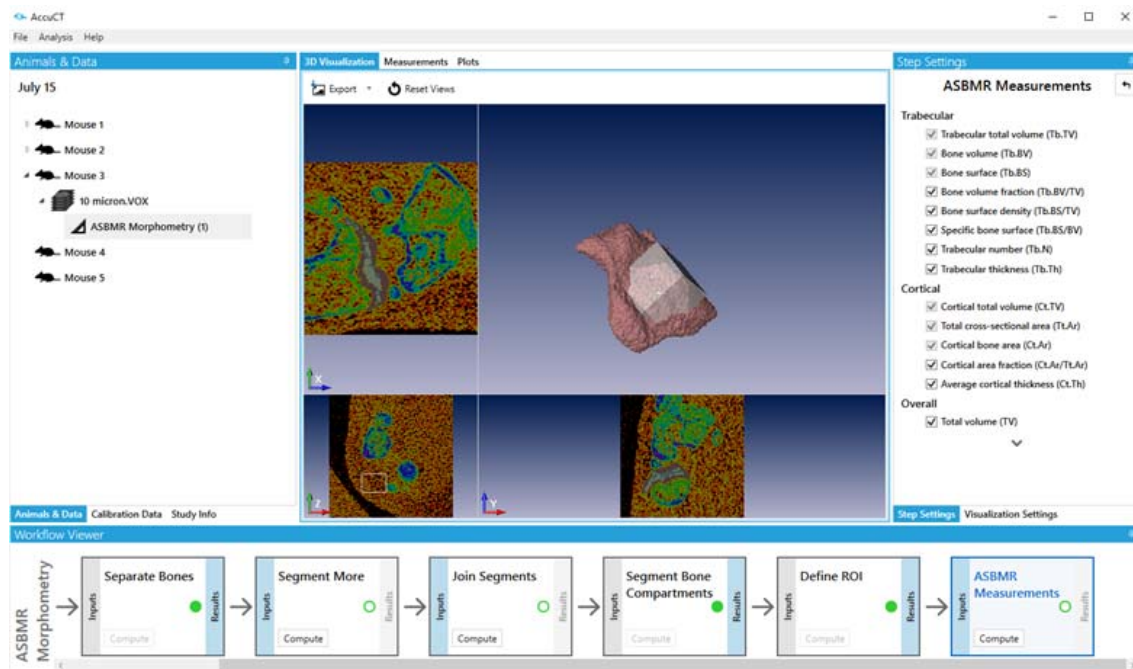 AccuCT
File Analysis Help
Animals & Data
July 15
Mouse 1
Mouse 2
Mouse 3
10 micron.VOX
ASBMR Morphometry (1)
Mouse 4
Mouse 5
Animals & Data Calibration Data Study Info
3D Visualization Measurements Plots
Export Reset Views
X
Z
Y
Step Settings
ASBMR Measurements
Trabecular
Trabecular total volume (Tb.TV)
Bone volume (Tb.BV)
Bone surface (Tb.BS)
Bone volume fraction (Tb.BV/TV)
Bone surface density (Tb.BS/TV)
Specific bone surface (Tb.BS/BV)
Trabecular number (Tb.N)
Trabecular thickness (Tb.Th)
Cortical
Cortical total volume (Ct.TV)
Total cross-sectional area (Tt.Ar)
Cortical bone area (Ct.Ar)
Cortical area fraction (Ct.Ar/Tt.Ar)
Average cortical thickness (Ct.Th)
Overall
Total volume (TV)
Step Settings Visualization Settings
Workflow Viewer
ASBMR
Morphometry
Inputs
Separate Bones
Compute
Results
Inputs
Segment More
Compute
Results
Inputs
Join Segments
Compute
Results
Inputs
Segment Bone
Compartments
Compute
Results
Inputs
Define ROI
Compute
Results
Inputs
ASBMR
Measurements
Compute
Results